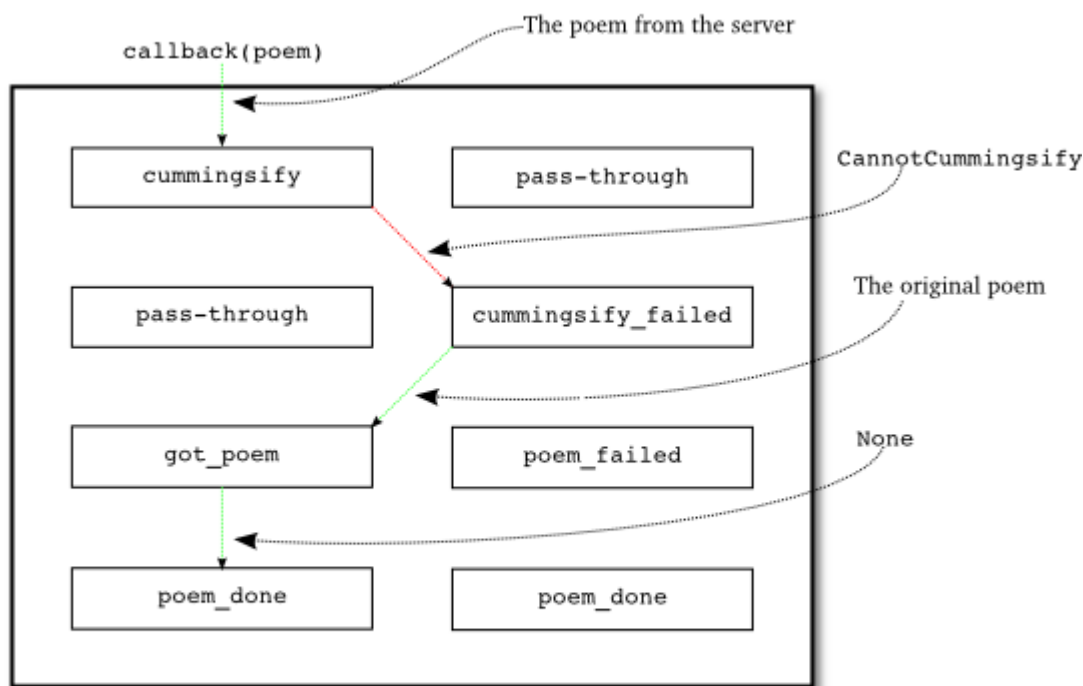 The poem from the server
callback(poem)
cummingsify
pass-through
CannotCummingsify
pass-through
cummingsify_failed
The original poem
got_poem
poem_failed
None
poem_done
poem_done